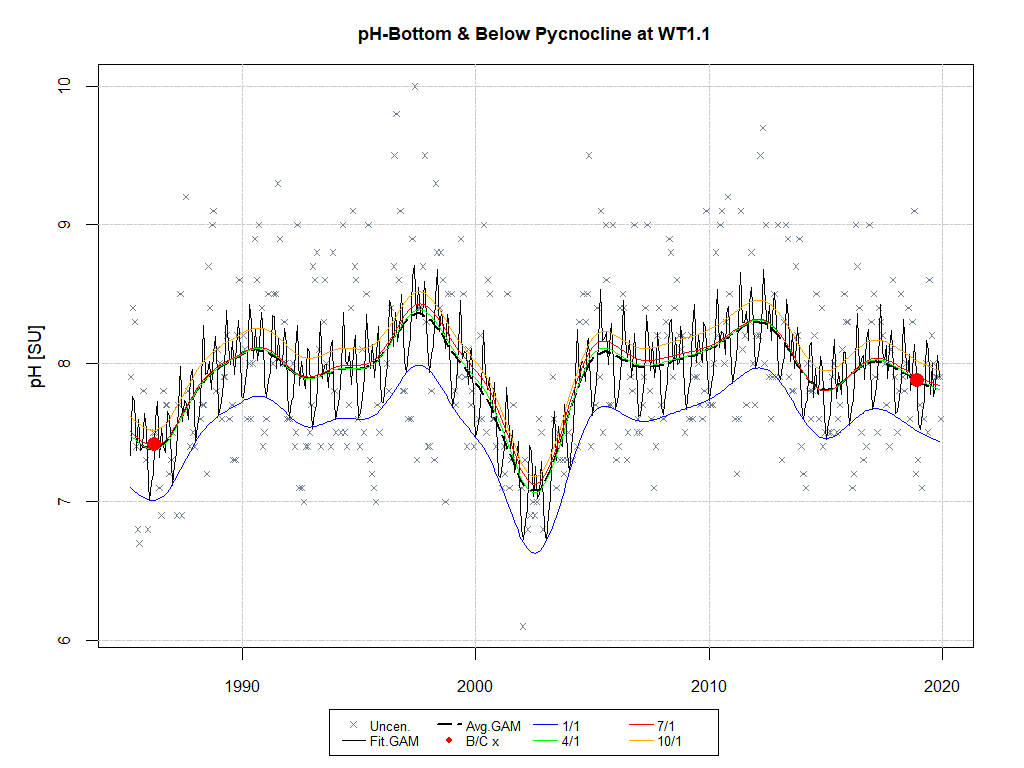 pH-Bottom & Below Pycnocline at WT1.1
pH [SU]
10
9
8
7
6
1990 2000 2010 2020
Uncen. Avg.GAM 1/1 7/1
Fit.GAM B/C x 4/1 10/1